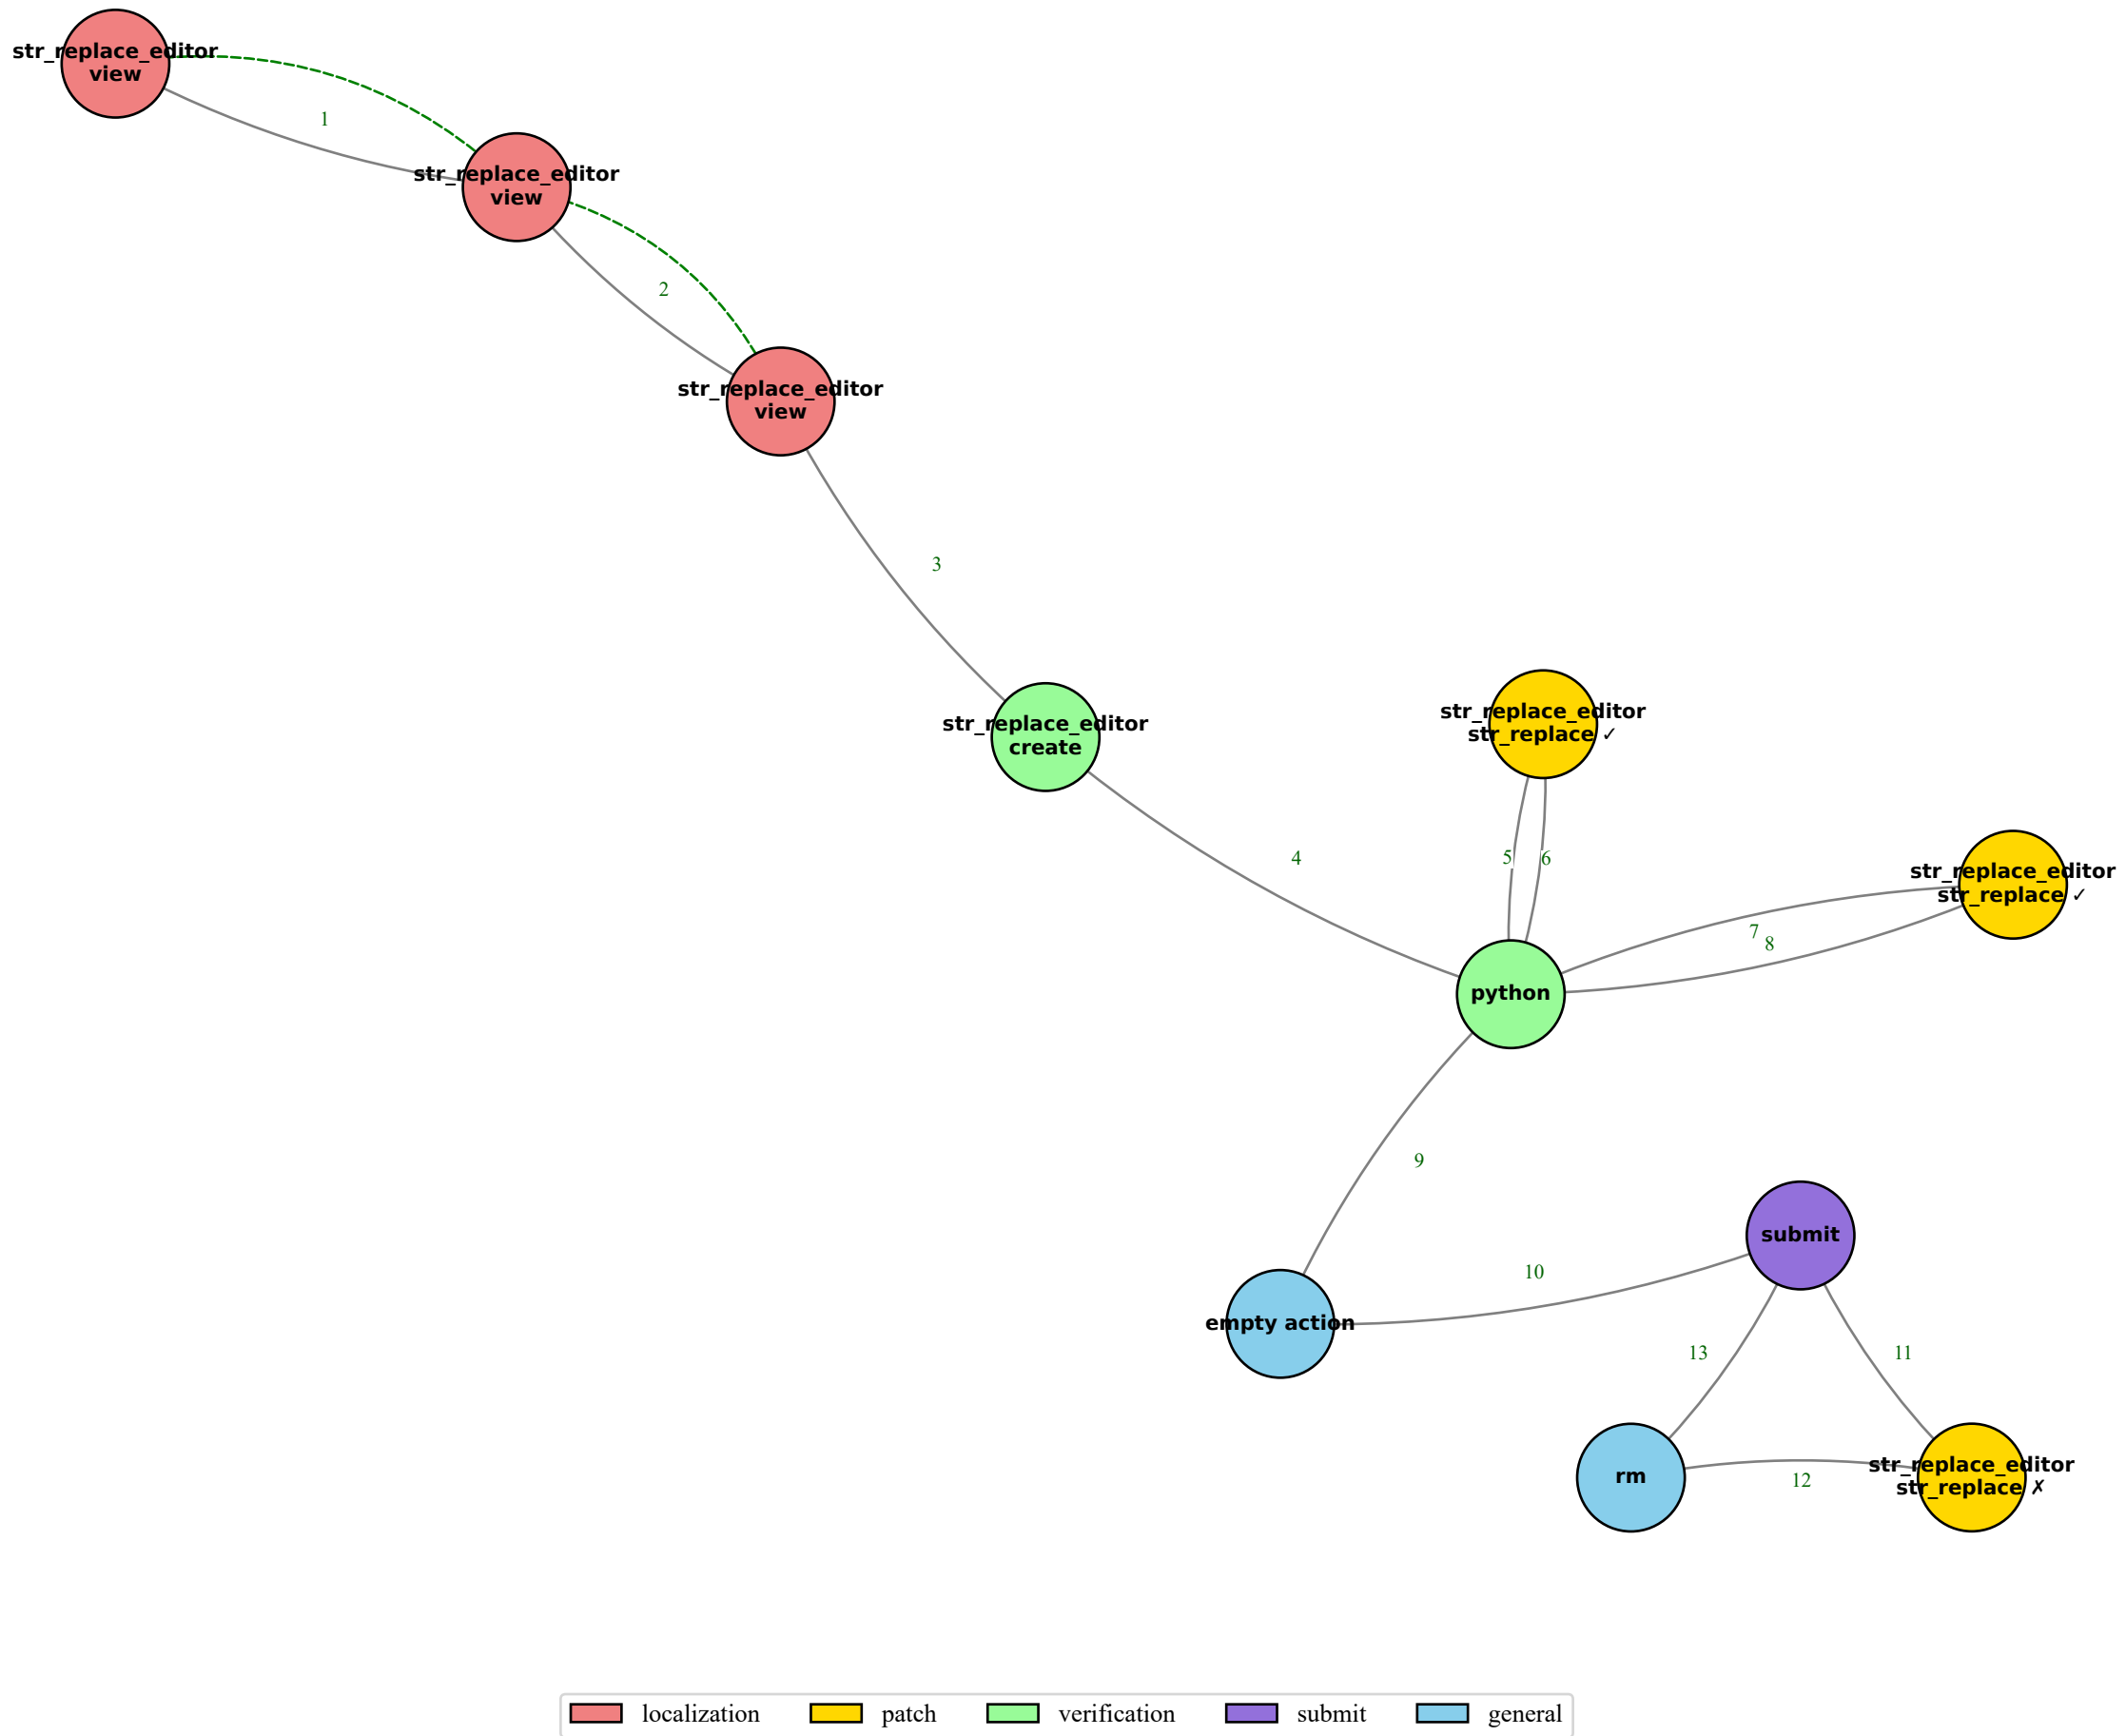 str_replace_editor
view
1
str_replace_editor
view
2
str_replace_editor
view
3
str_replace_editor
create
4
str_replace_editor
str_replace ✓
5
6
str_replace_editor
str_replace ✓
7
8
python
9
submit
10
empty action
13
11
rm
12
str_replace_editor
str_replace ✗
localization
patch
verification
submit
general